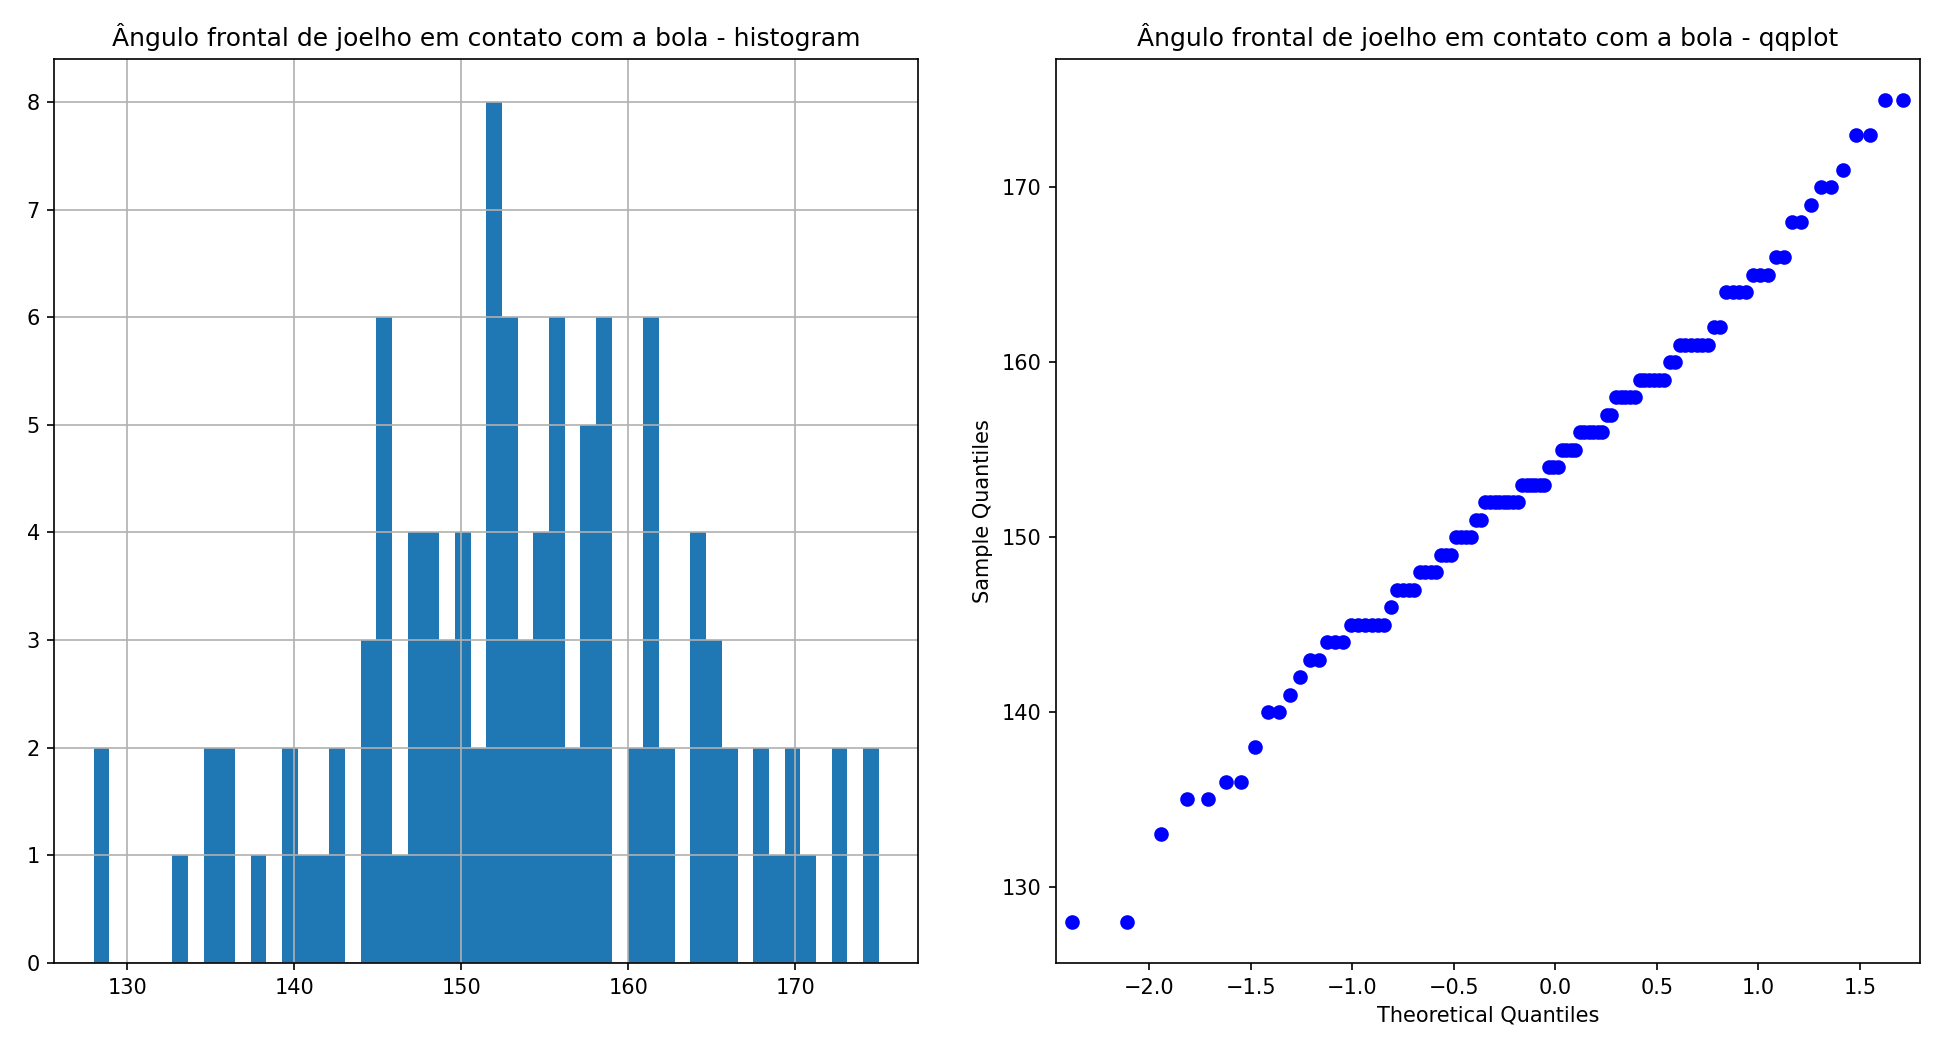 Ângulo frontal de joelho em contato com a bola - histogram
8
7
6
5
4
3
2
1
0
130 140 150 160 170
Ângulo frontal de joelho em contato com a bola - qqplot
Sample Quantiles
170
160
150
140
130
−2.0 −1.5 −1.0 −0.5 0.0 0.5 1.0 1.5
Theoretical Quantiles